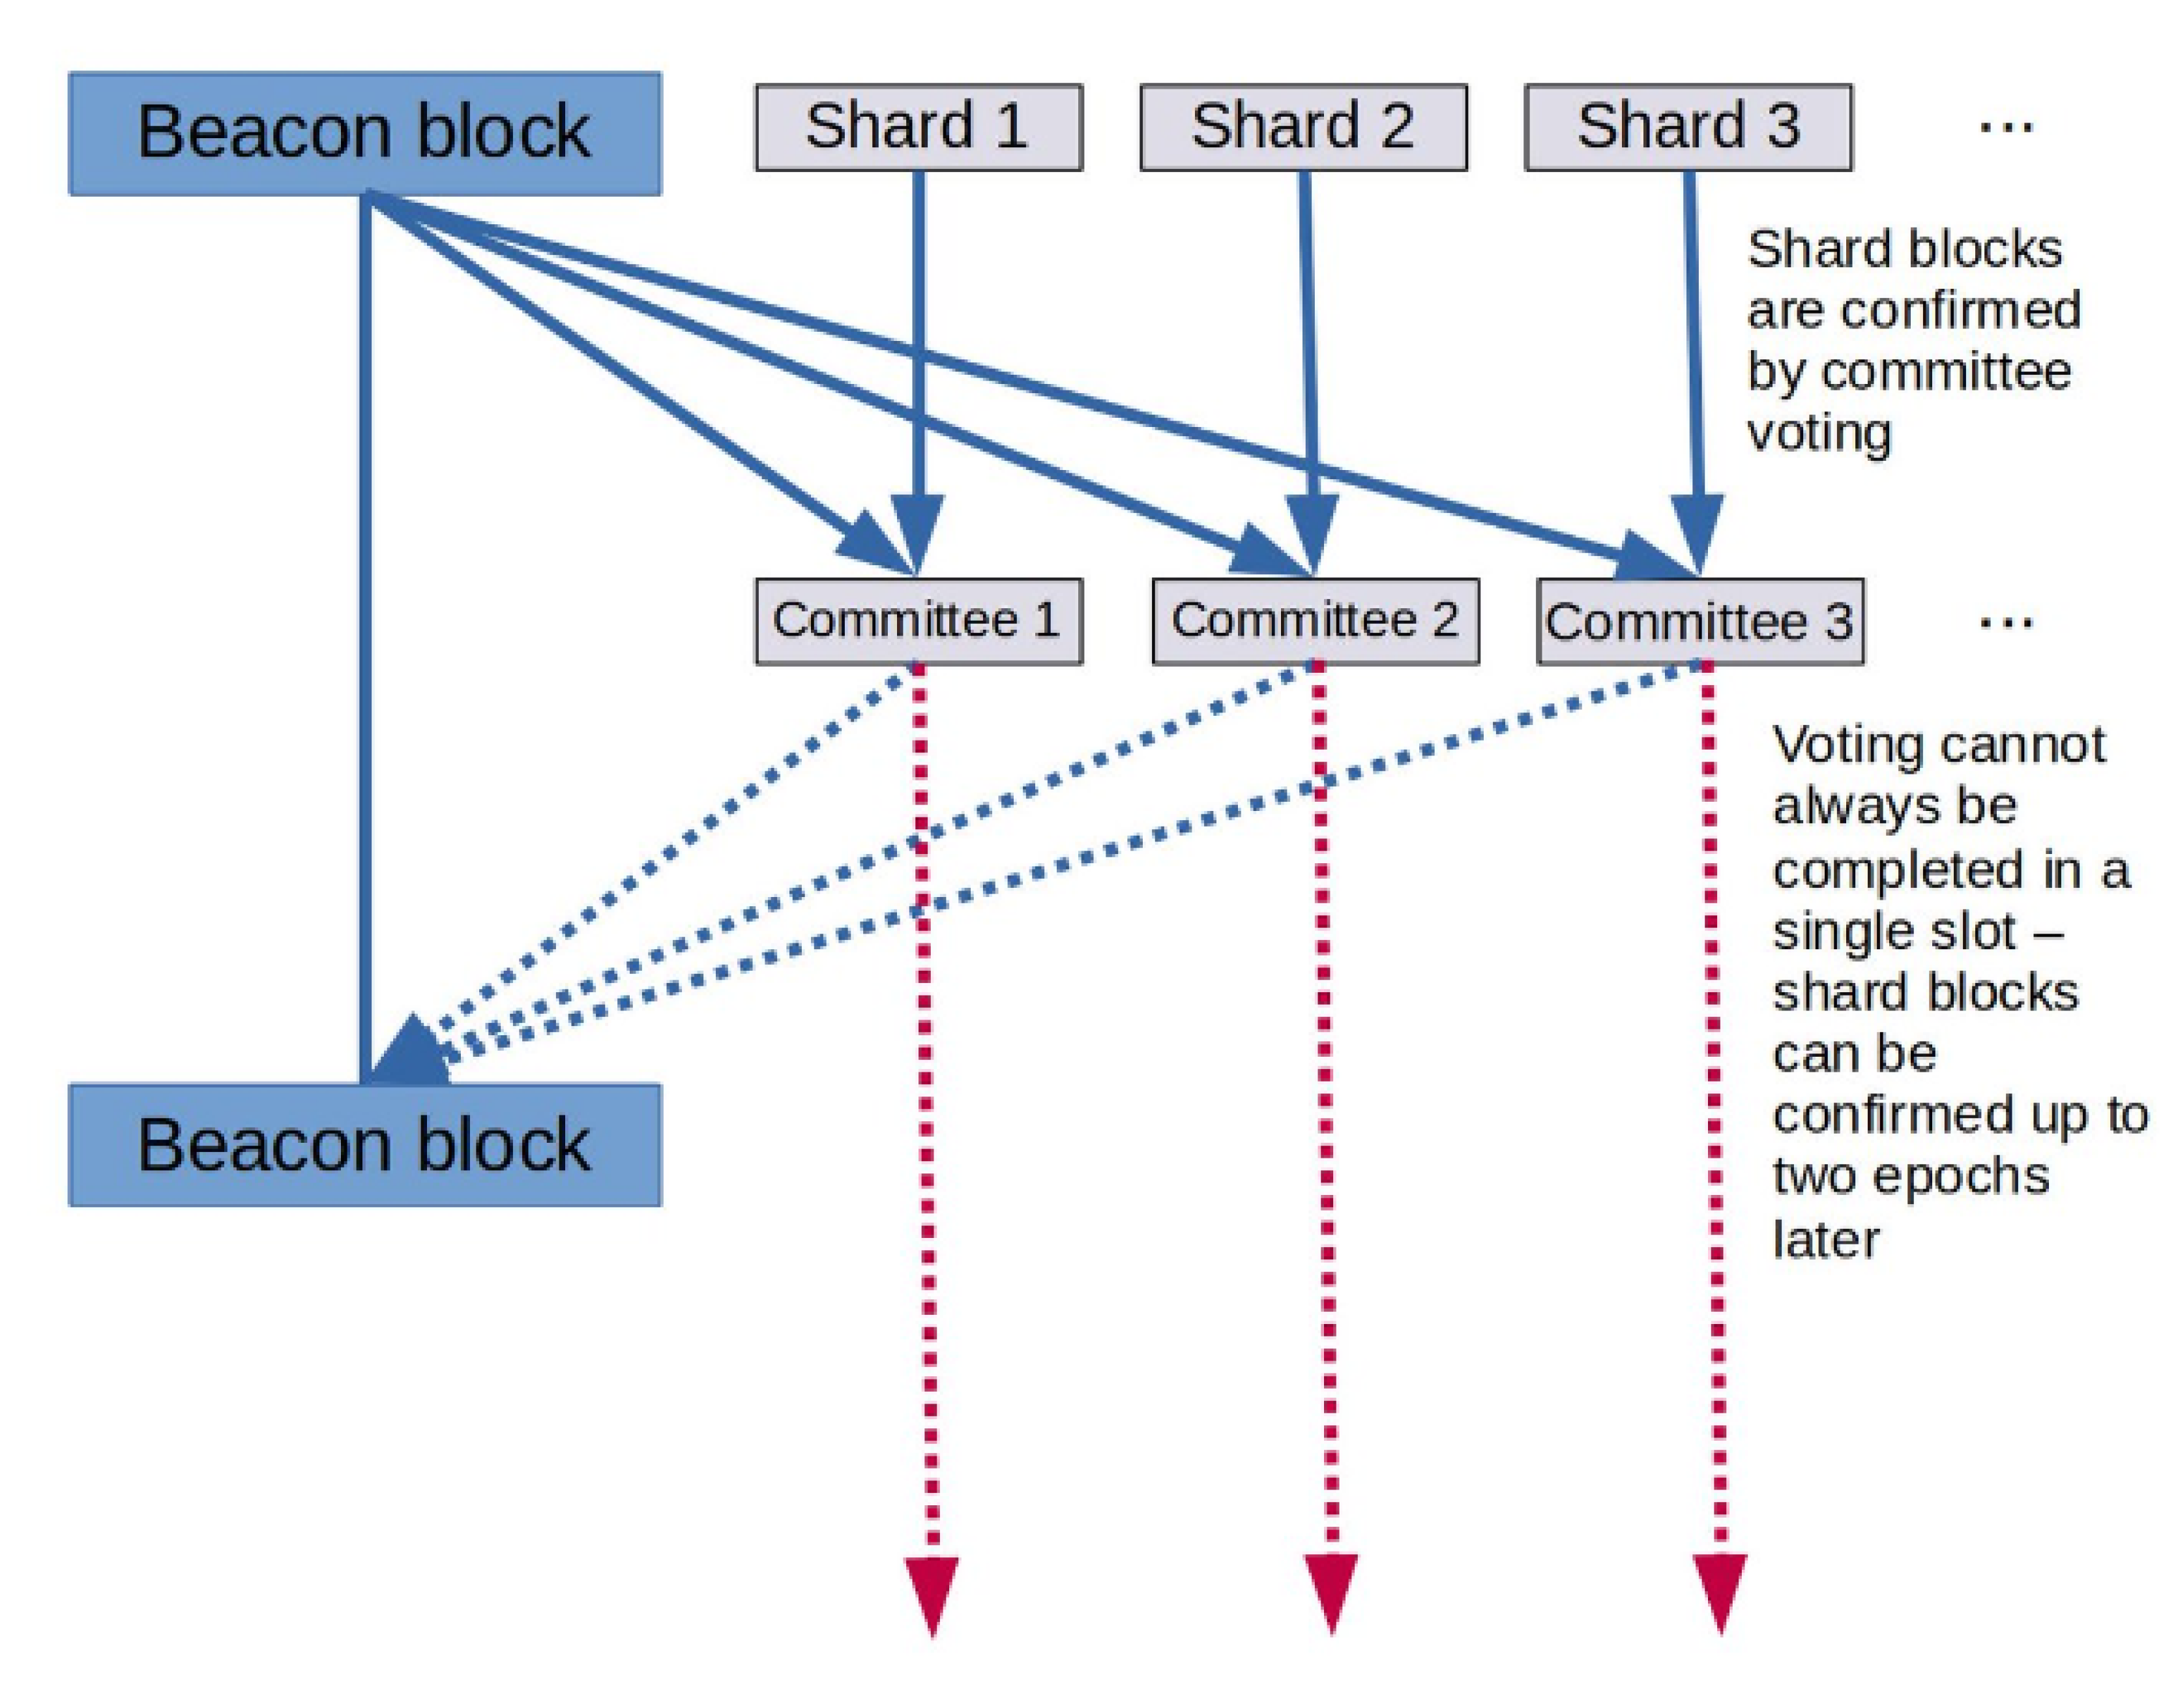 Beacon block
Shard 1
Shard 2
Shard 3
...
Shard blocks
are confirmed
by committee
voting
Committee 1
Committee 2
Committee 3
...
Voting cannot
always be
completed in a
single slot –
shard blocks
can be
confirmed up to
two epochs
later
Beacon block